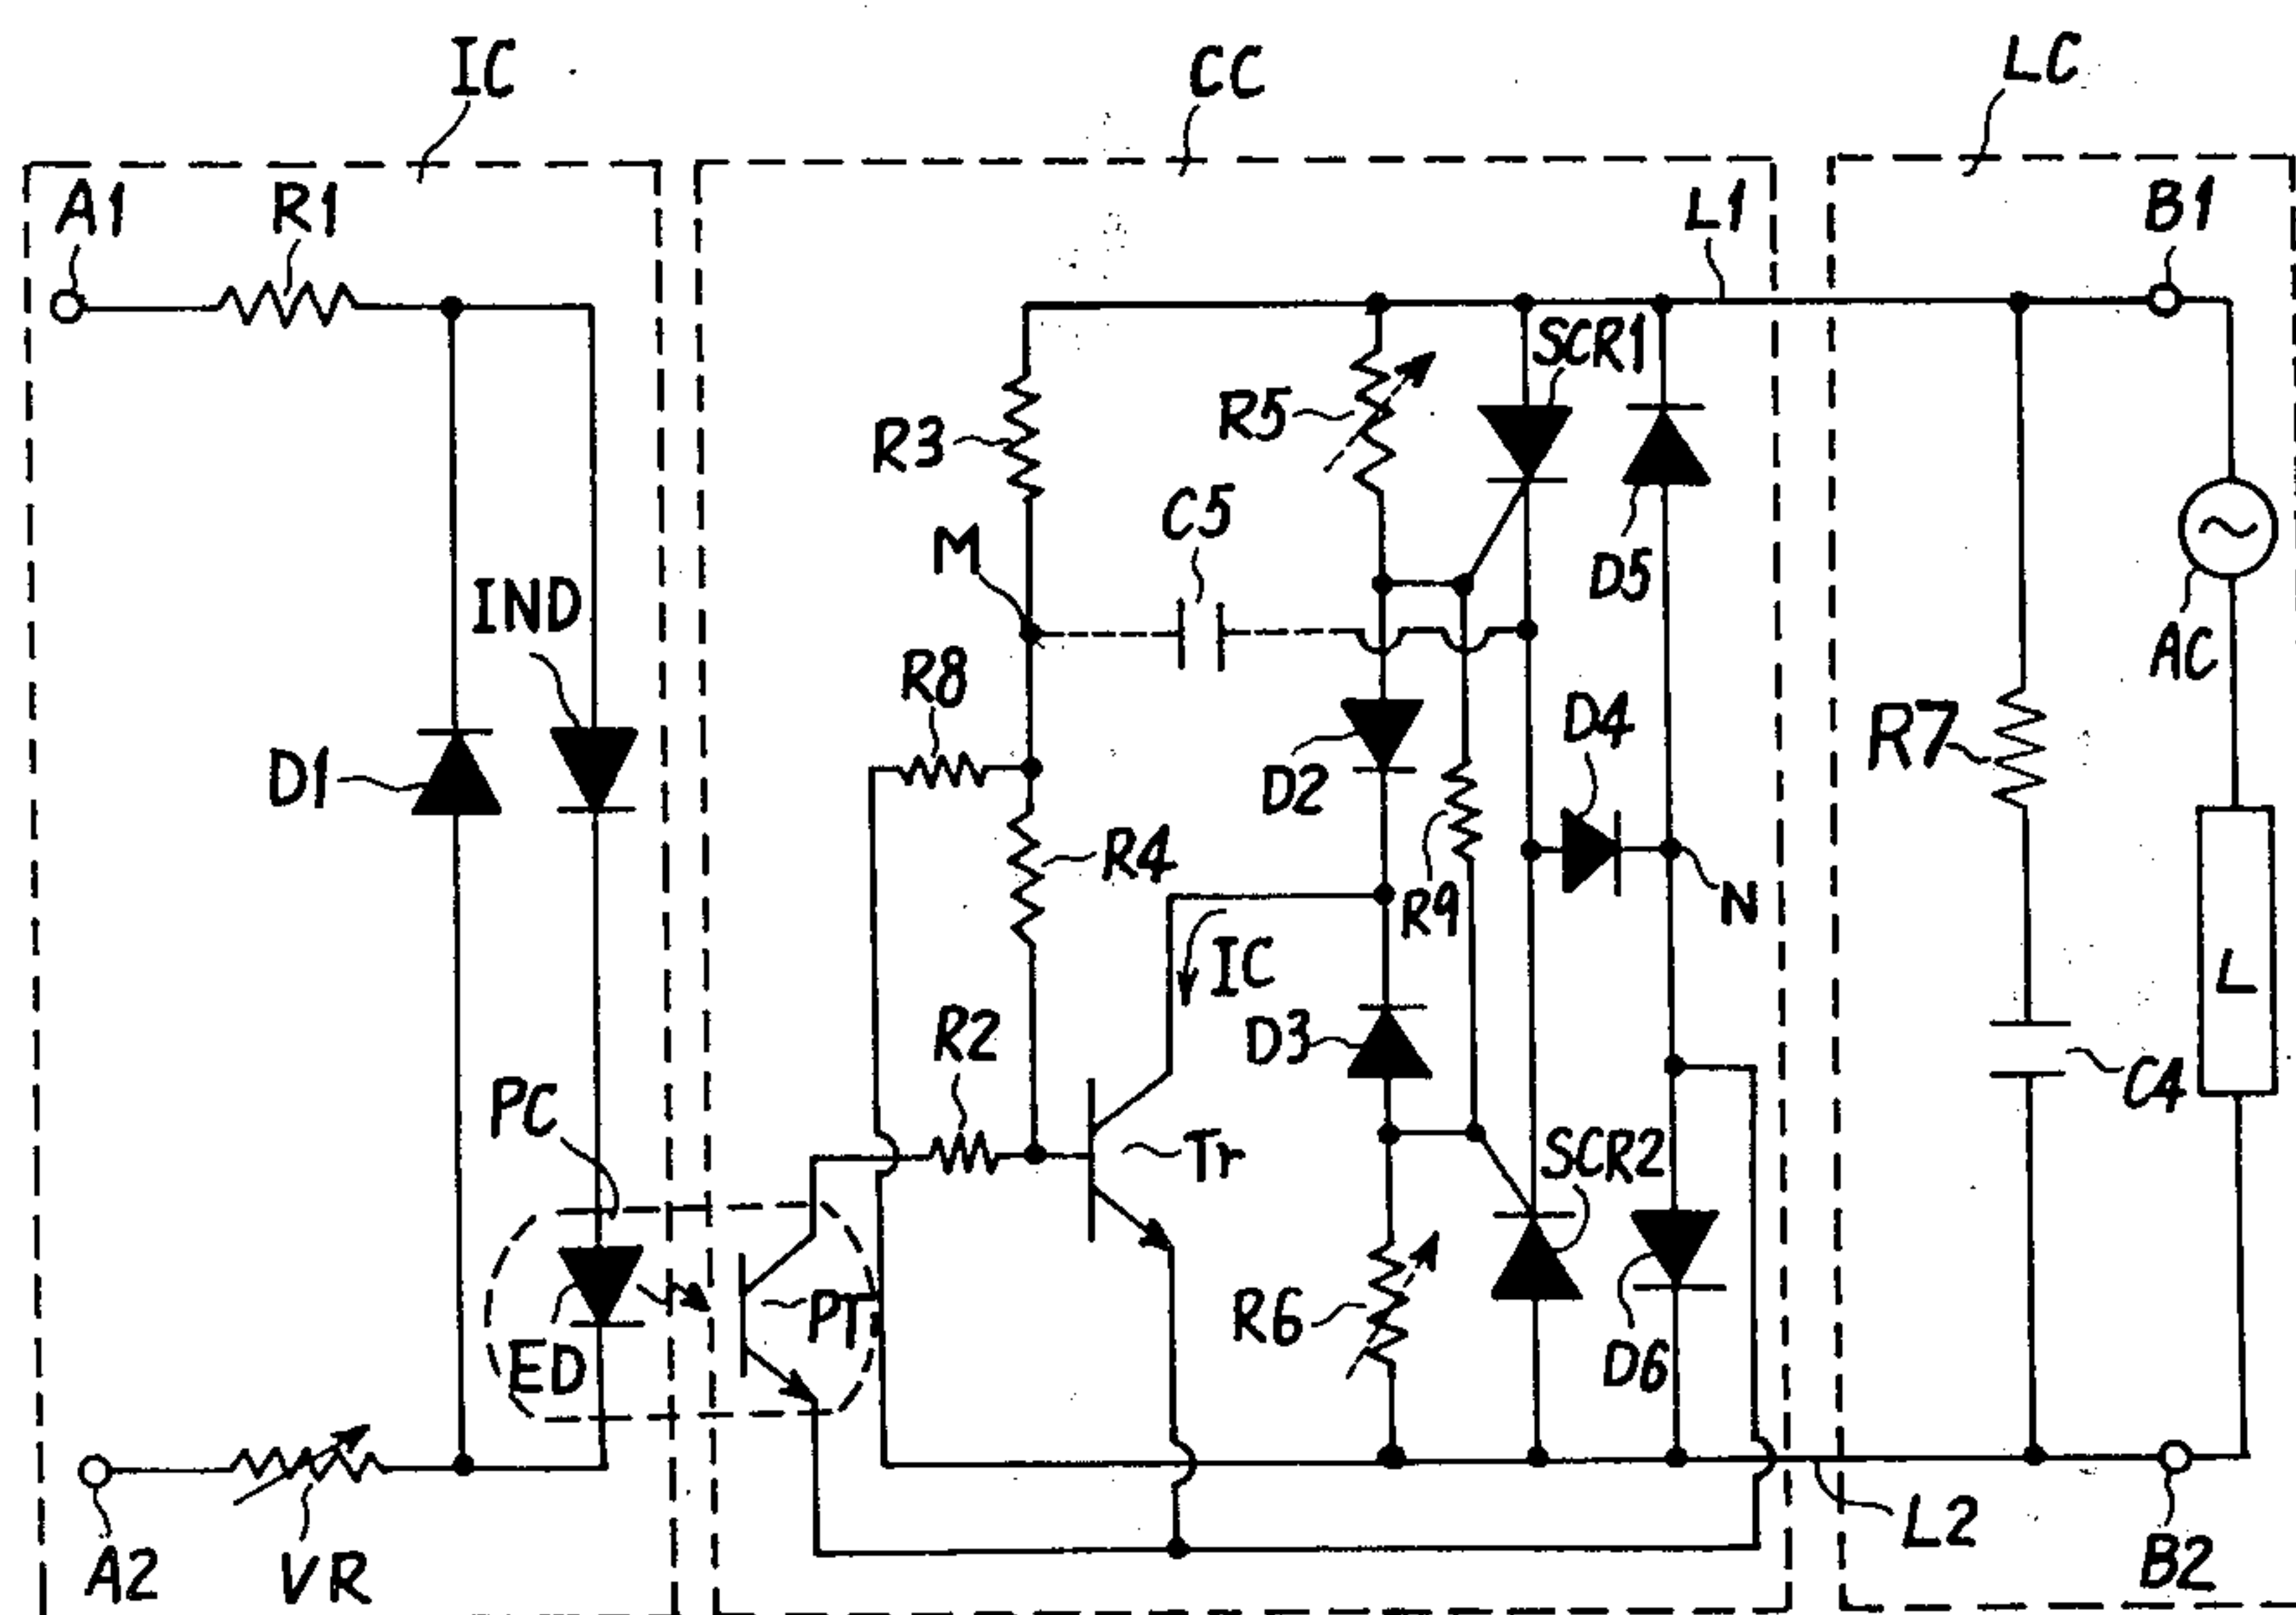 IC
CC
LC
A1
R1
L1
B1
SCR1
R5
R3
C5
M
D5
IND
AC
R8
D4
R7
D1
D2
R4
R9
N
IC
L
R2
D3
C4
PC
Tr
SCR2
PT
R6
ED
D6
L2
A2
VR
B2